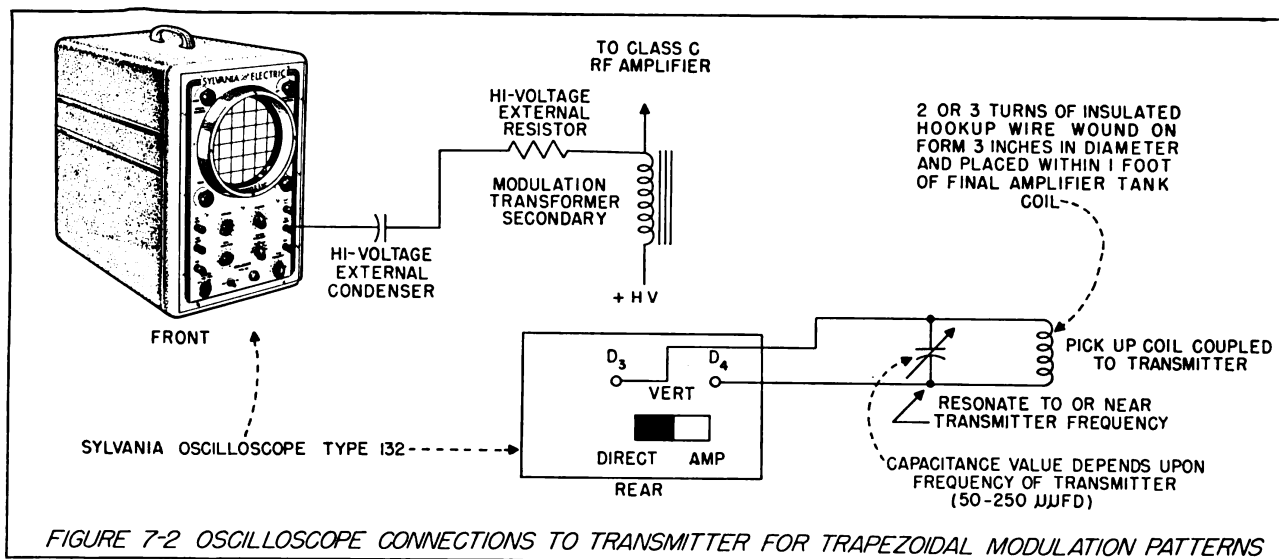 SYLVANIA ELECTRIC
TO CLASS C
RF AMPLIFIER
HI-VOLTAGE
EXTERNAL
RESISTOR
MODULATION
TRANSFORMER
SECONDARY
HI-VOLTAGE
EXTERNAL
CONDENSER
+ H V
FRONT
2 OR 3 TURNS OF INSULATED
HOOKUP WIRE WOUND ON
FORM 3 INCHES IN DIAMETER
AND PLACED WITHIN 1 FOOT
OF FINAL AMPLIFIER TANK
COIL
PICK UP COIL COUPLED
TO TRANSMITTER
D3
D4
VERT
DIRECT AMP
REAR
RESONATE TO OR NEAR
TRANSMITTER FREQUENCY
SYLVANIA OSCILLOSCOPE TYPE 132
CAPACITANCE VALUE DEPENDS UPON
FREQUENCY OF TRANSMITTER
(50-250 µµFD)
FIGURE 7-2 OSCILLOSCOPE CONNECTIONS TO TRANSMITTER FOR TRAPEZOIDAL MODULATION PATTERNS